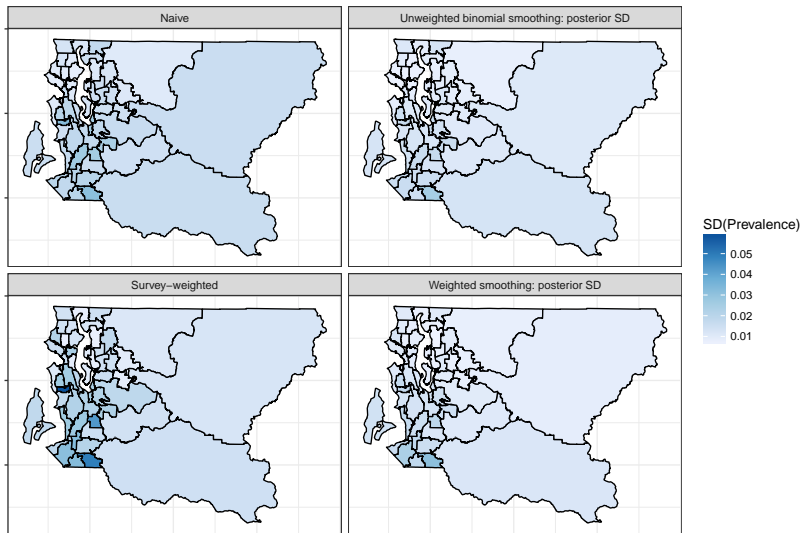 Naive
Unweighted binomial smoothing: posterior SD
Survey−weighted
Weighted smoothing: posterior SD
SD(Prevalence)
0.05
0.04
0.03
0.02
0.01